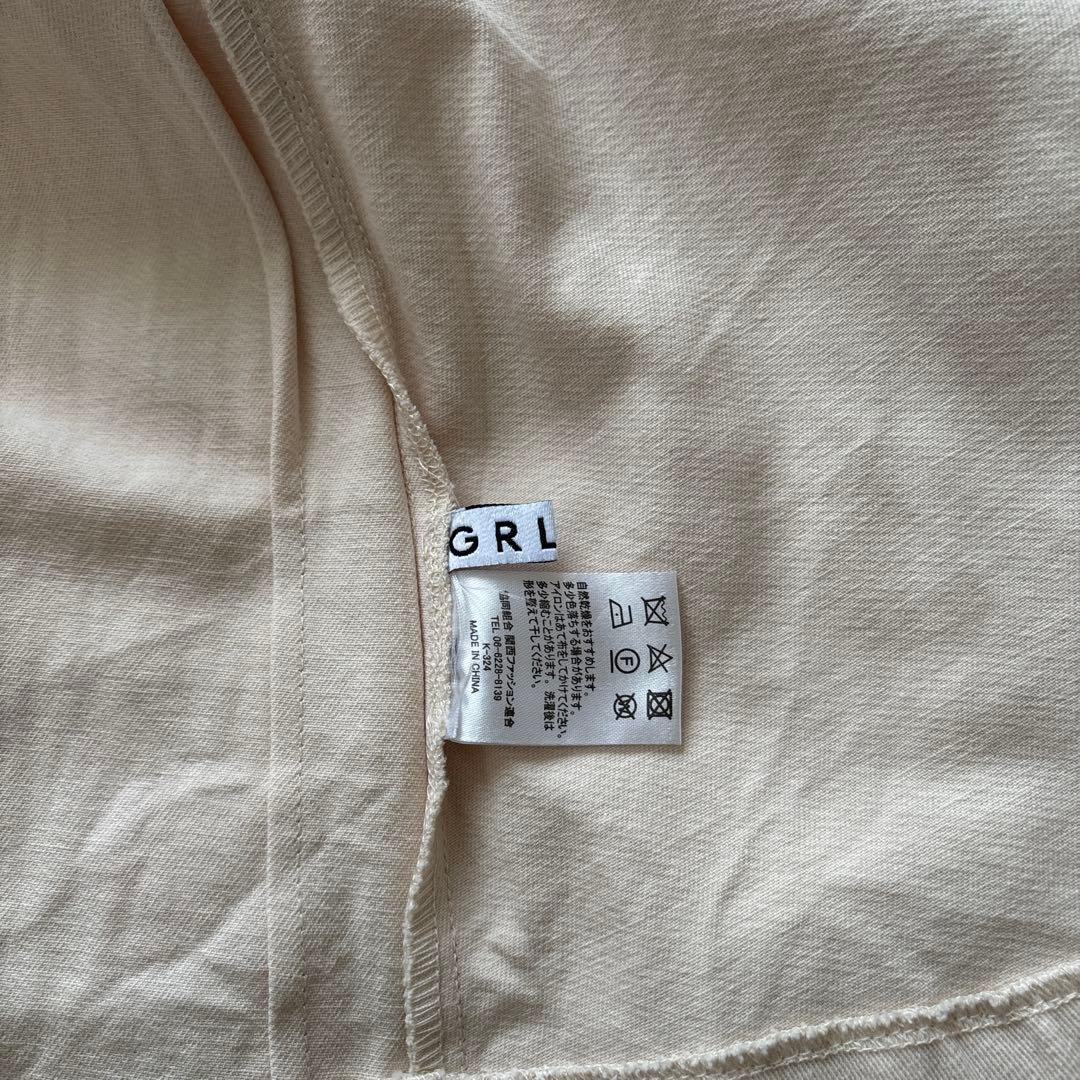 GRL
自然乾燥をおすすめします。
多少色落ちする場合があります。
アイロンはあて布をしてかけてください。
多少縮むことがあります。洗濯後は
形を整えて干してください。
協同組合 関西ファッション連合
TEL 06-6228-8139
K-324
MADE IN CHINA
F
W